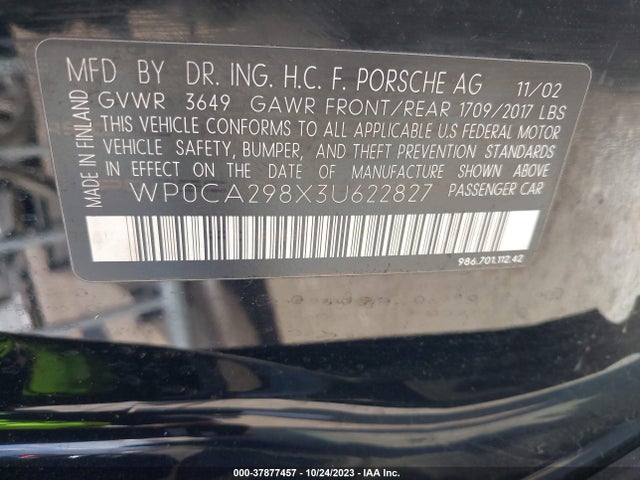 MFD BY DR. ING. H.C. F. PORSCHE AG 11/02
GVWR 3649 GAWR FRONT/REAR 1709/2017 LBS
THIS VEHICLE CONFORMS TO ALL APPLICABLE U.S FEDERAL MOTOR
VEHICLE SAFETY, BUMPER, AND THEFT PREVENTION STANDARDS
IN EFFECT ON THE DATE OF MANUFACTURE SHOWN ABOVE
WP0CA298X3U622827 PASSENGER CAR
MADE IN FINLAND
986.701.112.42
000-37877457 • 10/24/2023 • IAA Inc.